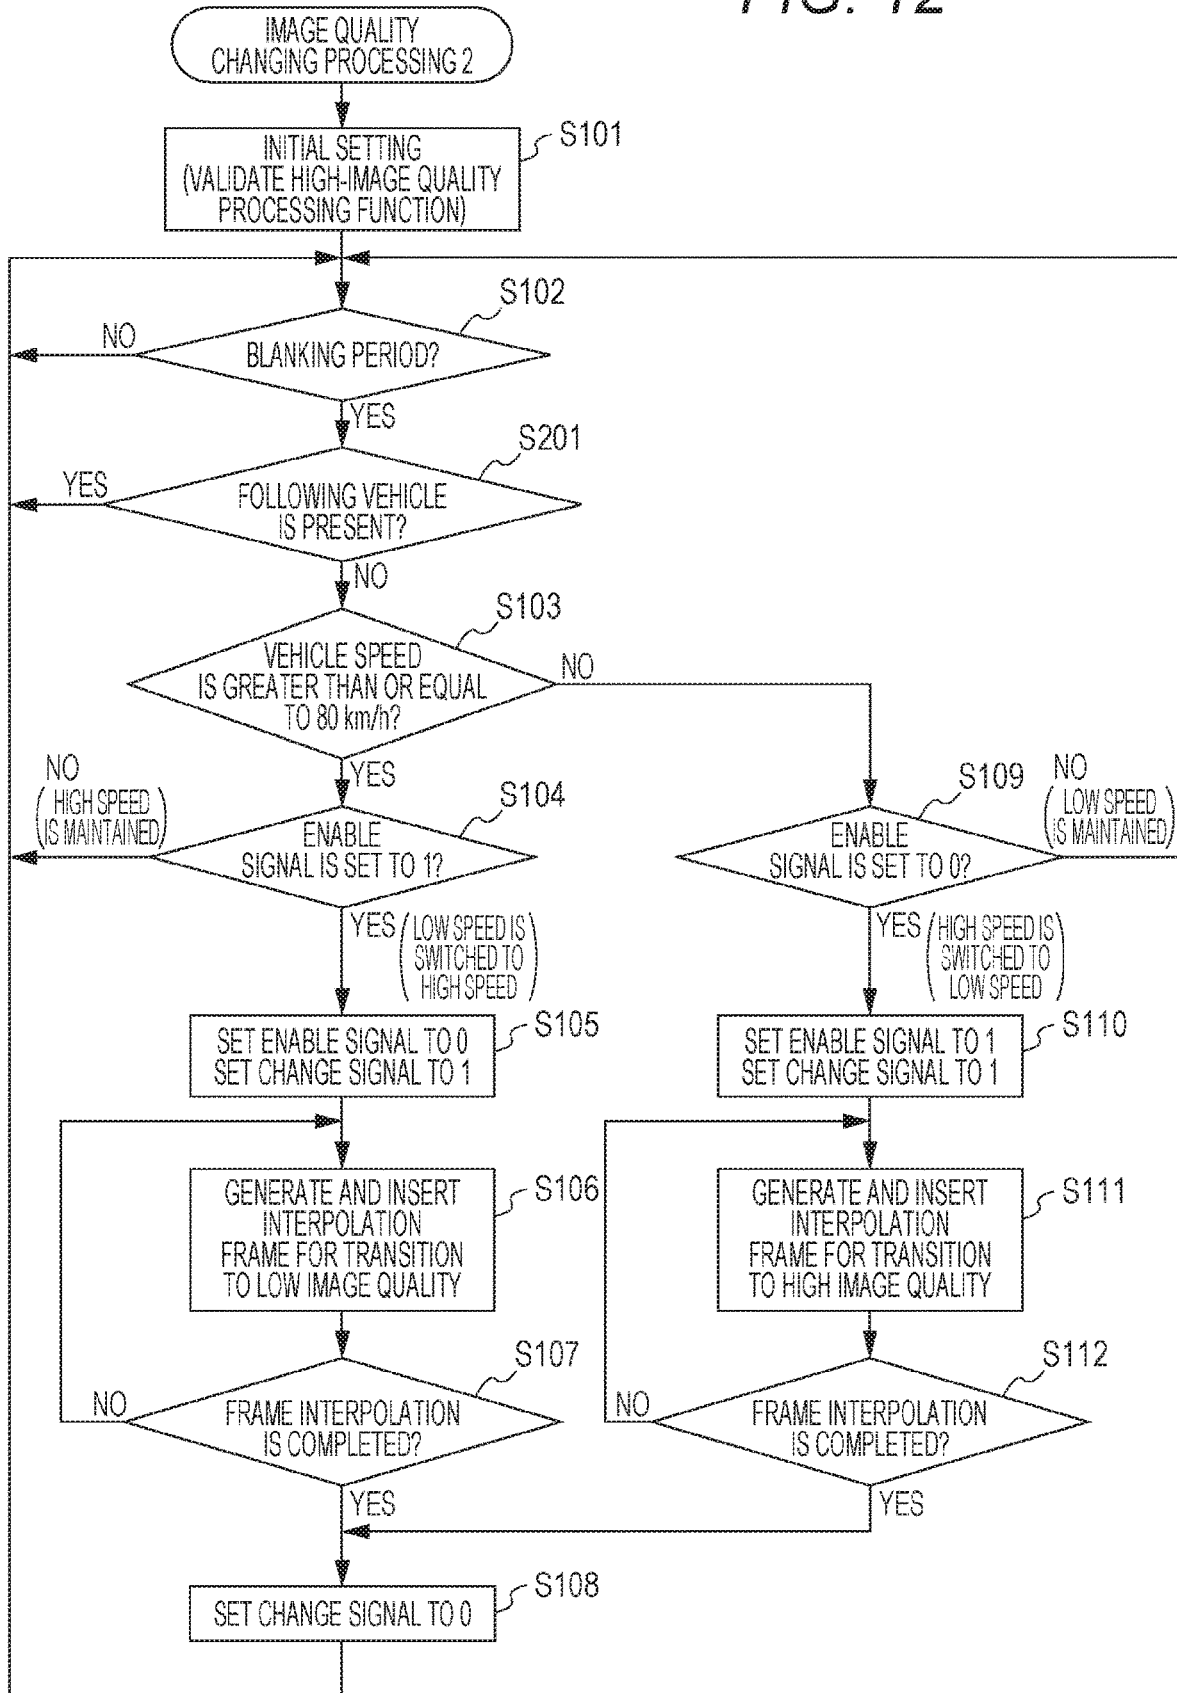 FIG. 12
IMAGE QUALITY
CHANGING PROCESSING 2
S101
INITIAL SETTING
(VALIDATE HIGH-IMAGE QUALITY
PROCESSING FUNCTION)
S102
NO
BLANKING PERIOD?
YES
S201
YES
FOLLOWING VEHICLE
IS PRESENT?
NO
S103
VEHICLE SPEED
IS GREATER THAN OR EQUAL
TO 80 km/h?
NO
YES
NO
(HIGH SPEED
IS MAINTAINED)
S104
ENABLE
SIGNAL IS SET TO 1?
S109
ENABLE
SIGNAL IS SET TO 0?
NO
(LOW SPEED
IS MAINTAINED)
YES
(LOW SPEED IS
SWITCHED TO
HIGH SPEED)
YES
(HIGH SPEED IS
SWITCHED TO
LOW SPEED)
S105
SET ENABLE SIGNAL TO 0
SET CHANGE SIGNAL TO 1
S110
SET ENABLE SIGNAL TO 1
SET CHANGE SIGNAL TO 1
S106
GENERATE AND INSERT
INTERPOLATION
FRAME FOR TRANSITION
TO LOW IMAGE QUALITY
S111
GENERATE AND INSERT
INTERPOLATION
FRAME FOR TRANSITION
TO HIGH IMAGE QUALITY
S107
NO
FRAME INTERPOLATION
IS COMPLETED?
YES
S112
NO
FRAME INTERPOLATION
IS COMPLETED?
YES
S108
SET CHANGE SIGNAL TO 0